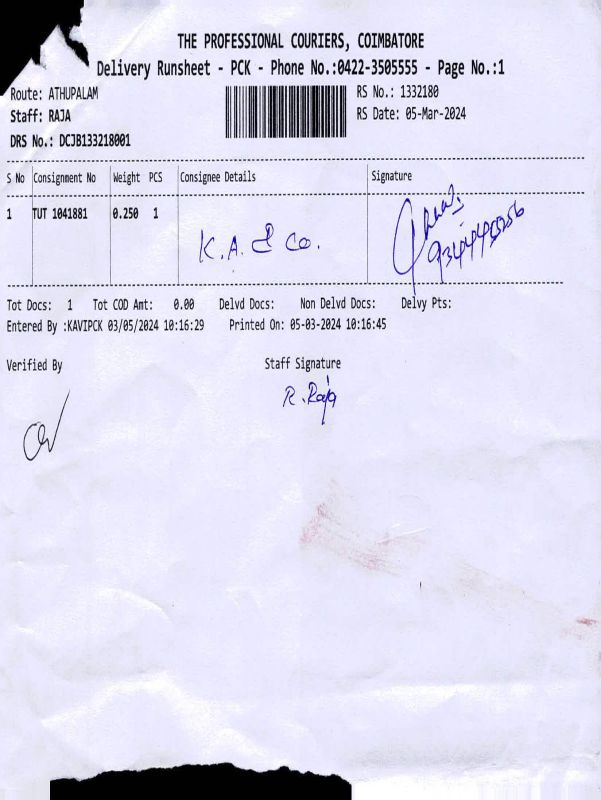 THE PROFESSIONAL COURIERS, COIMBATORE
Delivery Runsheet - PCK - Phone No.:0422-3505555 - Page No.:1
Route: ATHUPALAM RS No.: 1332180
Staff: RAJA RS Date: 05-Mar-2024
DRS No.: DCJB133218001
S No Consignment No Weight PCS Consignee Details Signature
1 TUT 1041881 0.250 1
K.A. & Co.
Tot Docs: 1 Tot COD Amt: 0.00 Delvd Docs: Non Delvd Docs: Delvy Pts:
Entered By :KAVIPCK 03/05/2024 10:16:29 Printed On: 05-03-2024 10:16:45
Verified By Staff Signature
R. Raja